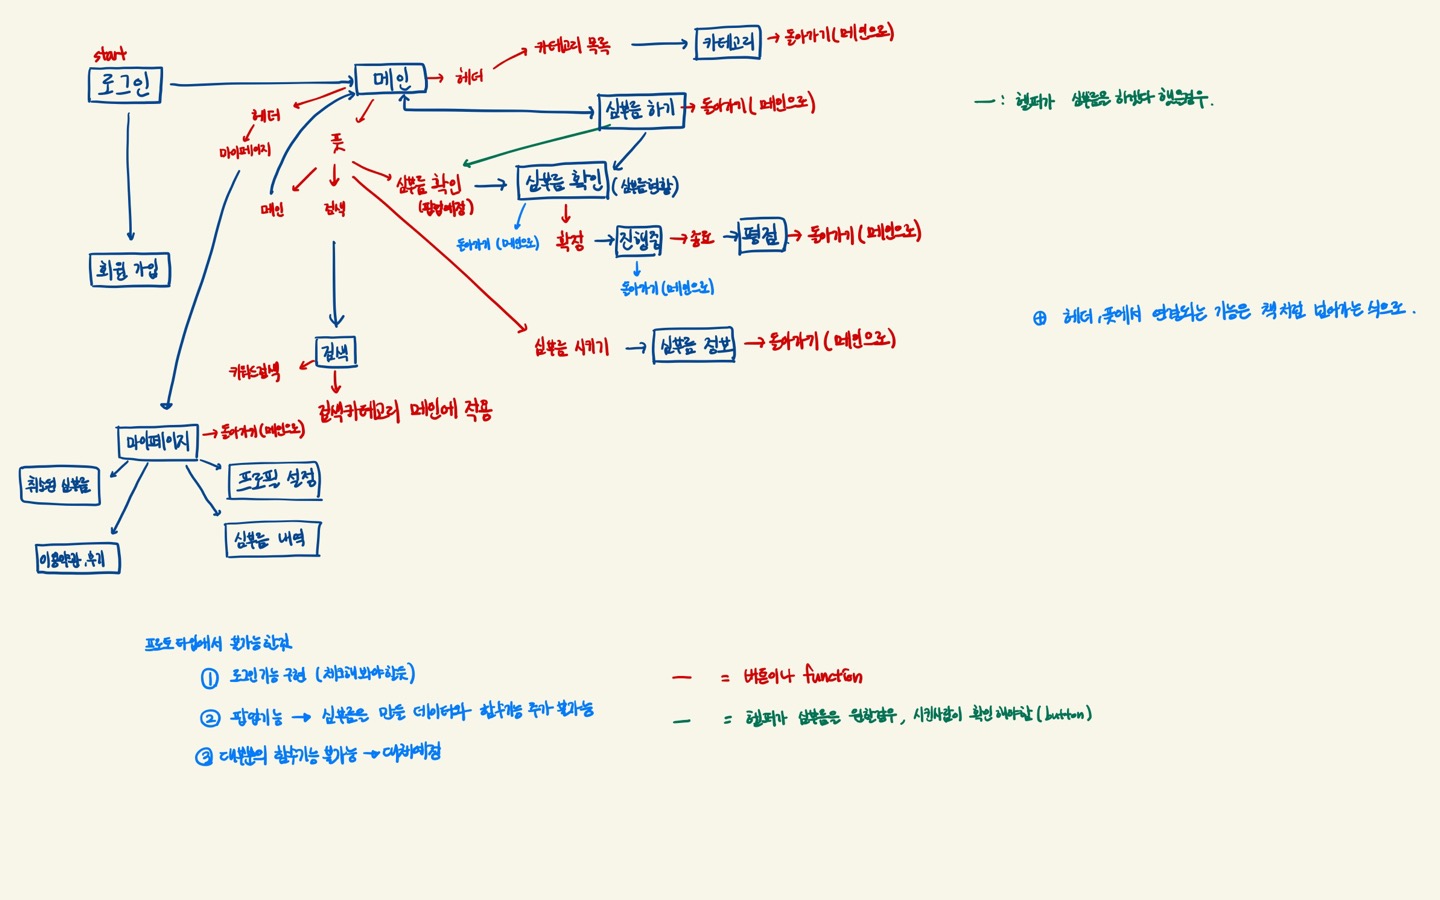 start
로그인
메인
헤더
카테고리 목록
카테고리
돌아가기 (메인으로)
헤더
마이페이지
풋
심부름 하기
돌아가기 (메인으로)
— : 헬퍼가 심부름을 하겠다 했을경우.
메인
검색
심부름 확인
(팝업예정)
심부름 확인 (심부름현황)
돌아가기 (메인으로)
확정
진행중
종료
평점
돌아가기 (메인으로)
돌아가기 (메인으로)
회원 가입
⊕ 헤더, 풋에서 연결되는 기능은 책처럼 넘어가는 식으로.
심부름 시키기
심부름 정보
돌아가기 (메인으로)
검색
키워드검색
검색카테고리 메인에 적용
마이페이지
돌아가기 (메인으로)
취소된 심부름
프로필 설정
이용약관, 후기
심부름 내역
프로토타입에서 불가능한것
① 로그인기능 구현 (체크해봐야할듯)
② 팝업기능 → 심부름은 만든 데이터와 함수기능 추가 불가능
③ 대부분의 함수기능 불가능 → 대체예정
— = 버튼이나 function
— = 헬퍼가 심부름을 원할경우, 시킨사람이 확인해야함 (button)